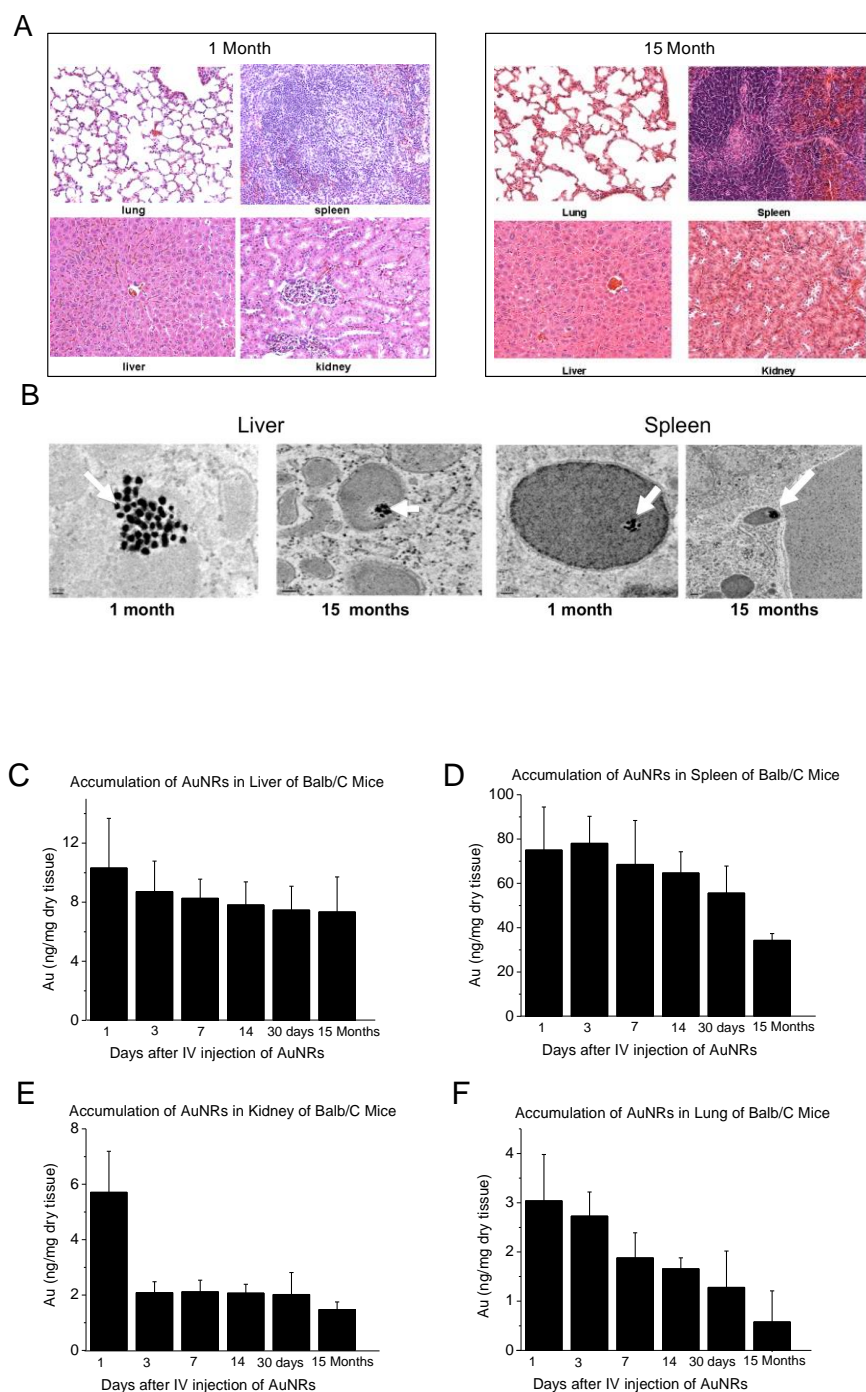 A
1 Month
15 Month
lung
spleen
Lung
Spleen
liver
kidney
Liver
Kidney
B
Liver
Spleen
1 month
15 months
1 month
15 months
C
Accumulation of AuNRs in Liver of Balb/C Mice
Au (ng/mg dry tissue)
12
8
4
0
1 3 7 14 30 days 15 Months
Days after IV injection of AuNRs
D
Accumulation of AuNRs in Spleen of Balb/C Mice
Au (ng/mg dry tissue)
100
80
60
40
20
0
1 3 7 14 30 days 15 Months
Days after IV injection of AuNRs
E
Accumulation of AuNRs in Kidney of Balb/C Mice
Au (ng/mg dry tissue)
8
6
4
2
0
1 3 7 14 30 days 15 Months
Days after IV injection of AuNRs
F
Accumulation of AuNRs in Lung of Balb/C Mice
Au (ng/mg dry tissue)
4
3
2
1
0
1 3 7 14 30 days 15 Months
Days after IV injection of AuNRs